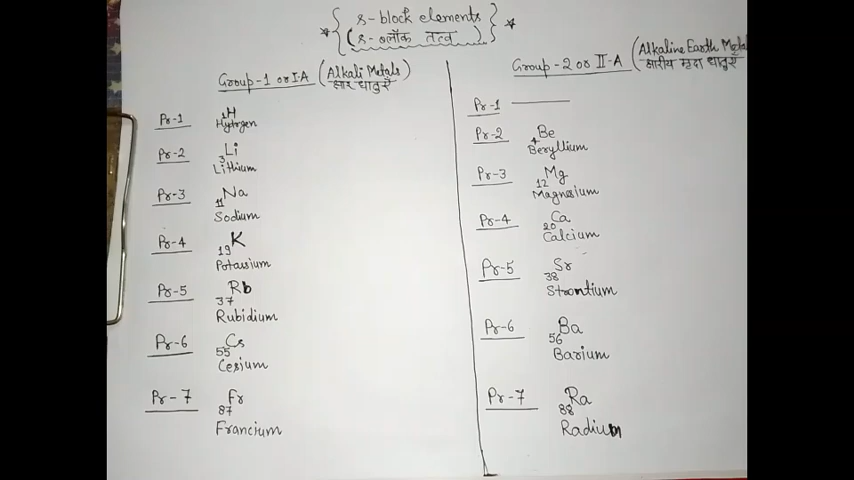 s-block elements
(s-ब्लॉक तत्व)
Group-1 or I-A (Alkali Metals)
क्षार धातुएँ
Pr-1 1H
Hydrogen
Pr-2 3Li
Lithium
Pr-3 11Na
Sodium
Pr-4 19K
Potassium
Pr-5 37Rb
Rubidium
Pr-6 55Cs
Cesium
Pr-7 87Fr
Francium
Group-2 or II-A (Alkaline Earth Metals
क्षारीय मृदा धातुएँ
Pr-1
Pr-2 4Be
Beryllium
Pr-3 12Mg
Magnesium
Pr-4 20Ca
Calcium
Pr-5 38Sr
Strontium
Pr-6 56Ba
Barium
Pr-7 88Ra
Radium